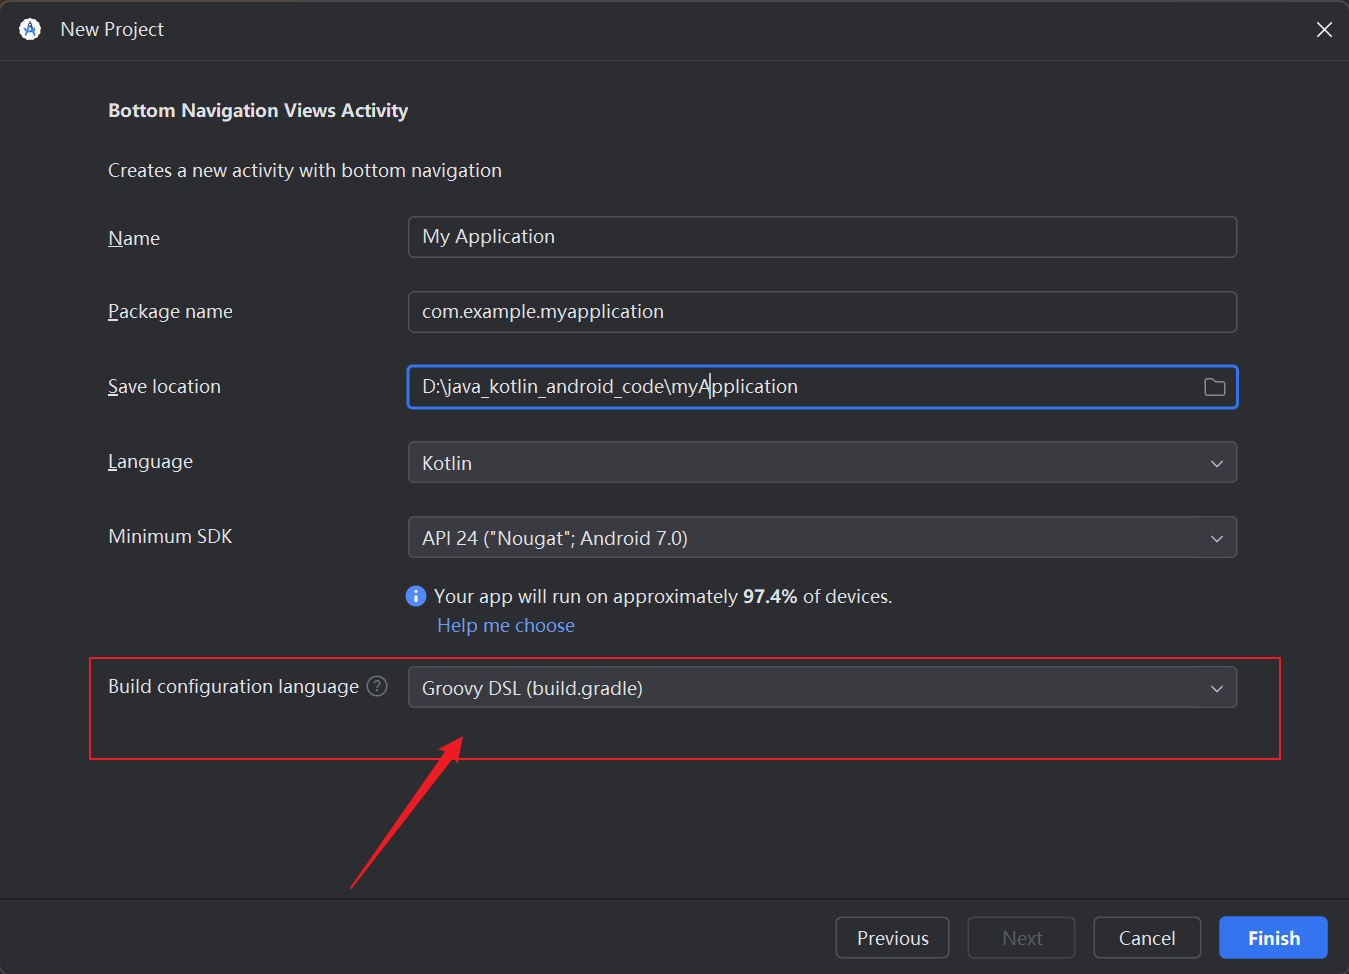 New Project
Bottom Navigation Views Activity
Creates a new activity with bottom navigation
Name
My Application
Package name
com.example.myapplication
Save location
D:\java_kotlin_android_code\myApplication
Language
Kotlin
Minimum SDK
API 24 ("Nougat"; Android 7.0)
Your app will run on approximately 97.4% of devices.
Help me choose
Build configuration language ?
Groovy DSL (build.gradle)
Previous
Next
Cancel
Finish